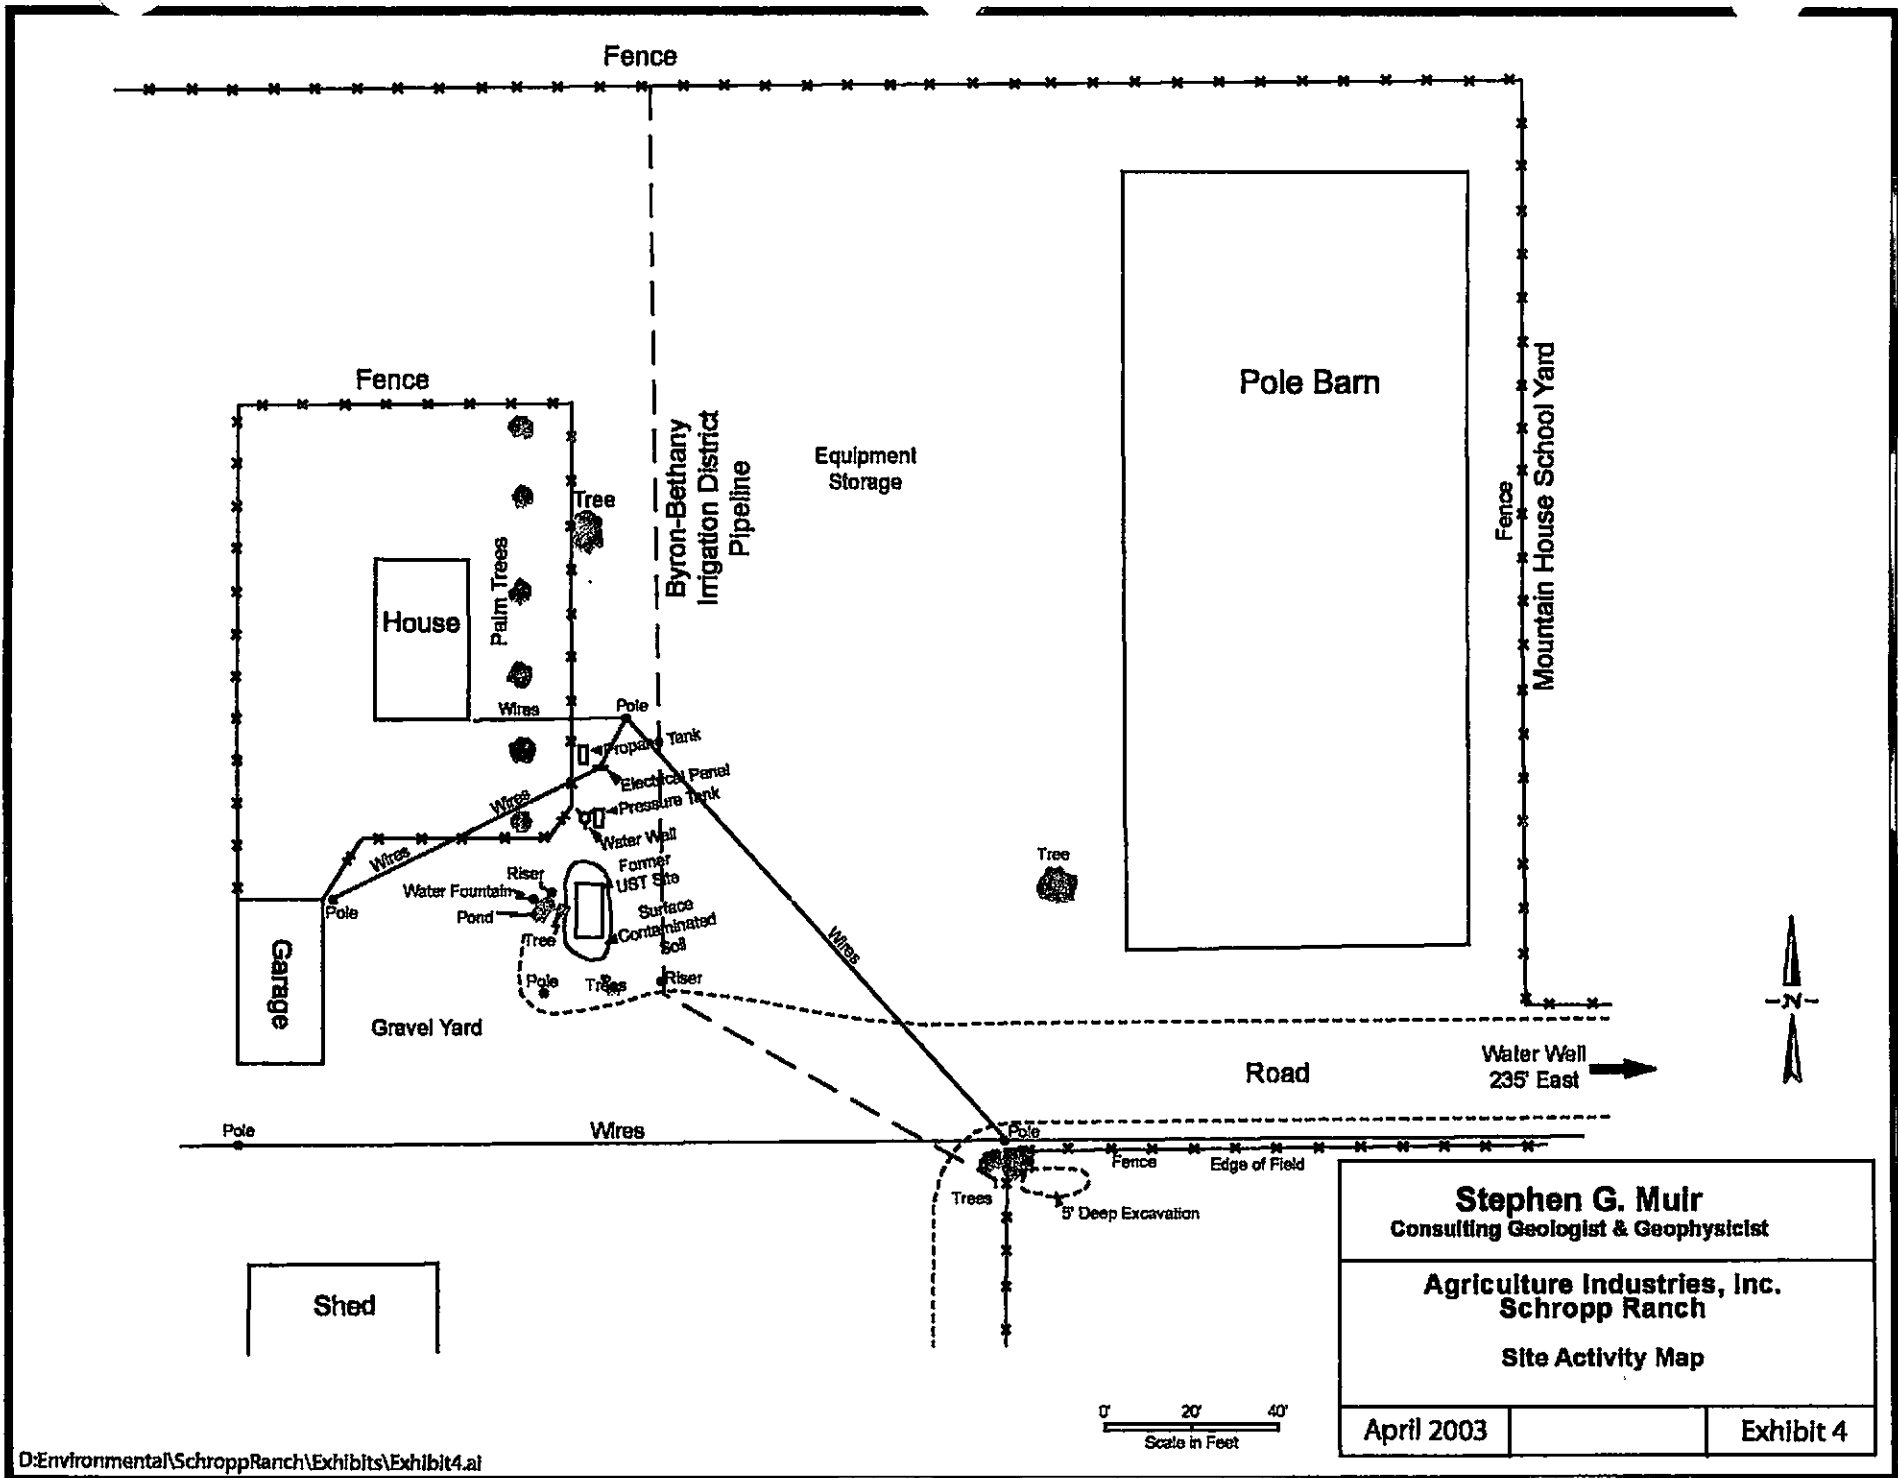 Fence
Fence
Pole Barn
Mountain House School Yard
Fence
Byron-Bethany
Irrigation District
Pipeline
Equipment
Storage
Tree
Palm Trees
House
Wires
Pole
Propane Tank
Electrical Panel
Wires
Pressure Tank
Water Well
Wires
Former
UST Site
Riser
Water Fountain
Pond
Pole
Tree
Surface
Contaminated
Soil
Tree
Wires
Garage
Pole
Trees
Riser
Gravel Yard
N
Road
Water Well
235' East
Pole
Wires
Pole
Fence
Edge of Field
Trees
5' Deep Excavation
Shed
Stephen G. Muir
Consulting Geologist & Geophysicist
Agriculture Industries, Inc.
Schropp Ranch
Site Activity Map
April 2003
Exhibit 4
0' 20' 40'
Scale in Feet
D:Environmental\SchroppRanch\Exhibits\Exhibit4.ai